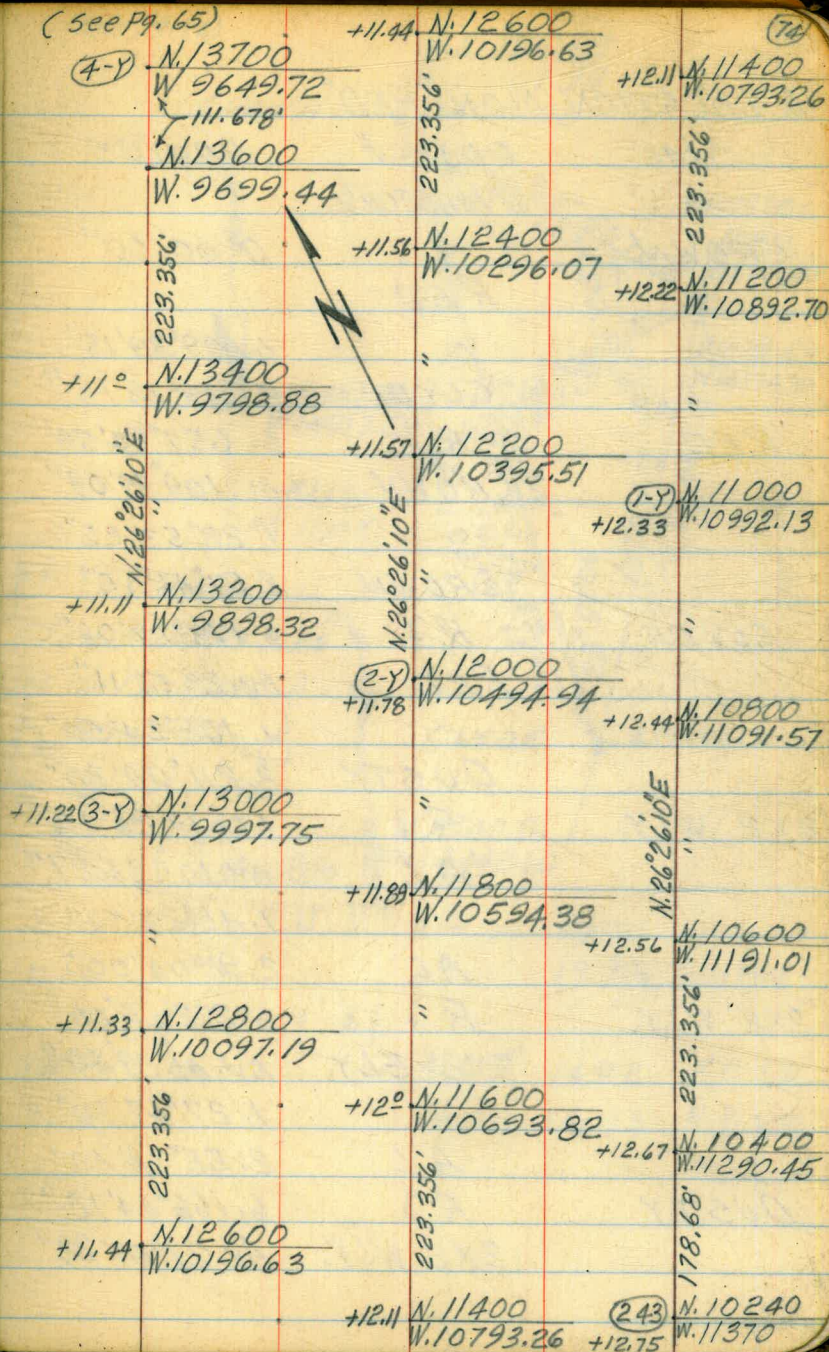 (See Pg. 65)
74
4-Y N.13700
W 9649.72
111.678'
N.13600
W. 9699.44
223.356'
N
+11º N.13400
W. 9798.88
N.26°26'10"E
"
+11.11 N.13200
W. 9898.32
"
+11.22 3-Y N.13000
W. 9997.75
"
+11.33 N.12800
W.10097.19
223.356'
+11.44 N.12600
W.10196.63
+11.44 N.12600
W.10196.63
223.356'
+11.56 N.12400
W.10296.07
"
+11.57 N. 12200
W. 10395.51
N.26°26'10"E
"
2-Y N.12000
+11.78 W.10494.94
"
+11.89 N.11800
W.10594.38
"
+12º N.11600
W.10693.82
223.356'
+12.11 N.11400
W.10793.26
+12.11 N.11400
W.10793.26
223.356'
+12.22 N.11200
W.10892.70
"
1-Y N.11000
+12.33 W.10992.13
"
+12.44 N.10800
W.11091.57
N.26°26'10"E
"
+12.56 N.10600
W.11191.01
223.356'
+12.67 N.10400
W.11290.45
178.68'
243 N.10240
+12.75 W.11370